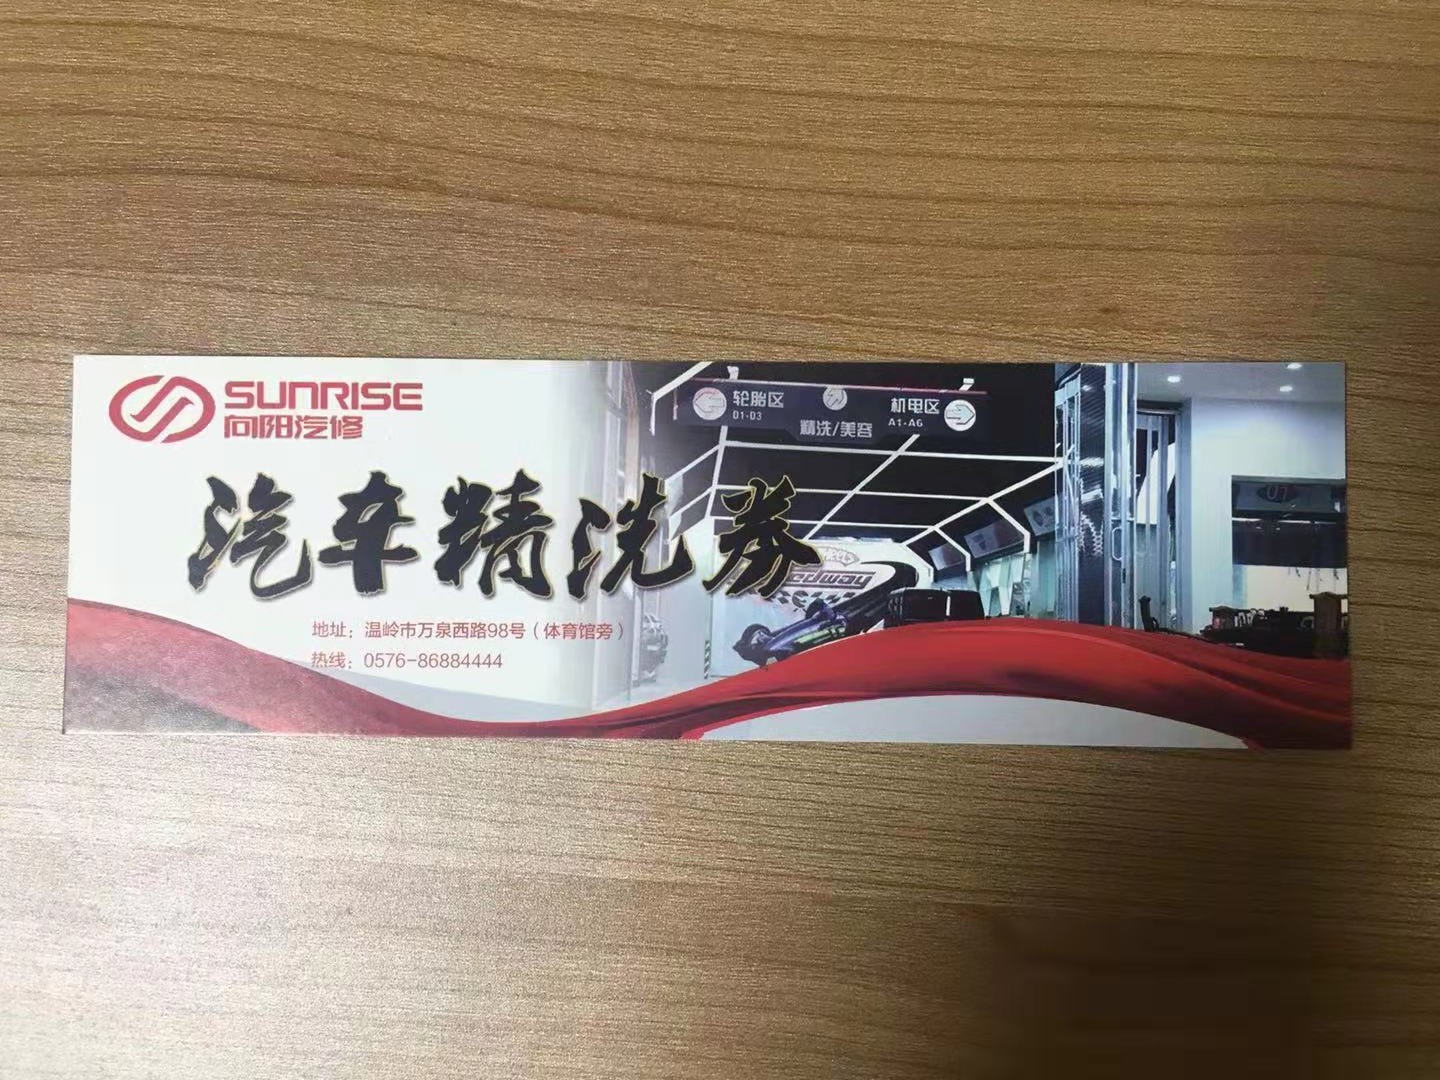 SUNRISE
向阳汽修
轮胎区
D1-D3
精洗/美容
机电区
A1-A6
汽车精洗券
07
地址：温岭市万泉西路98号（体育馆旁）
热线：0576-86884444